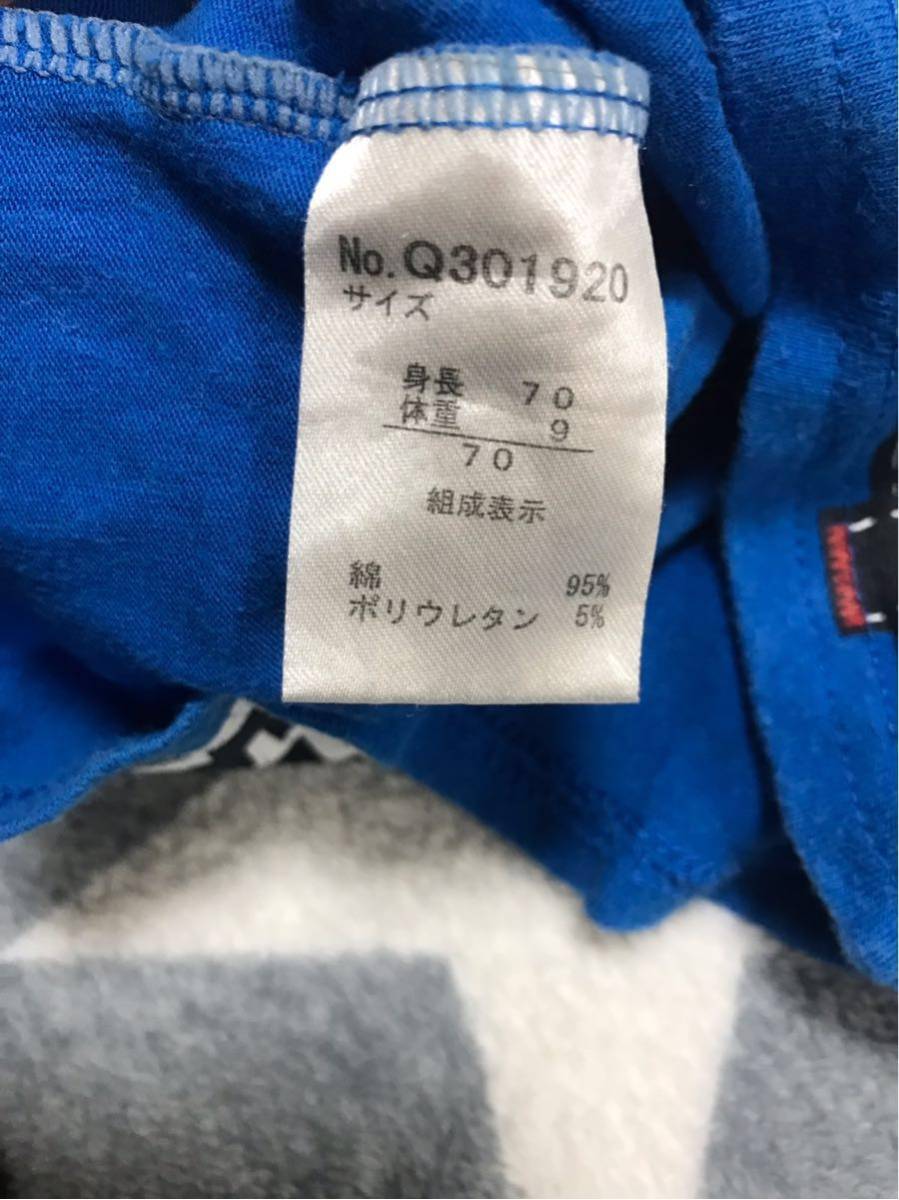 No.Q301920
サイズ
身長 70
体重 9
70
組成表示
綿 95%
ポリウレタン 5%